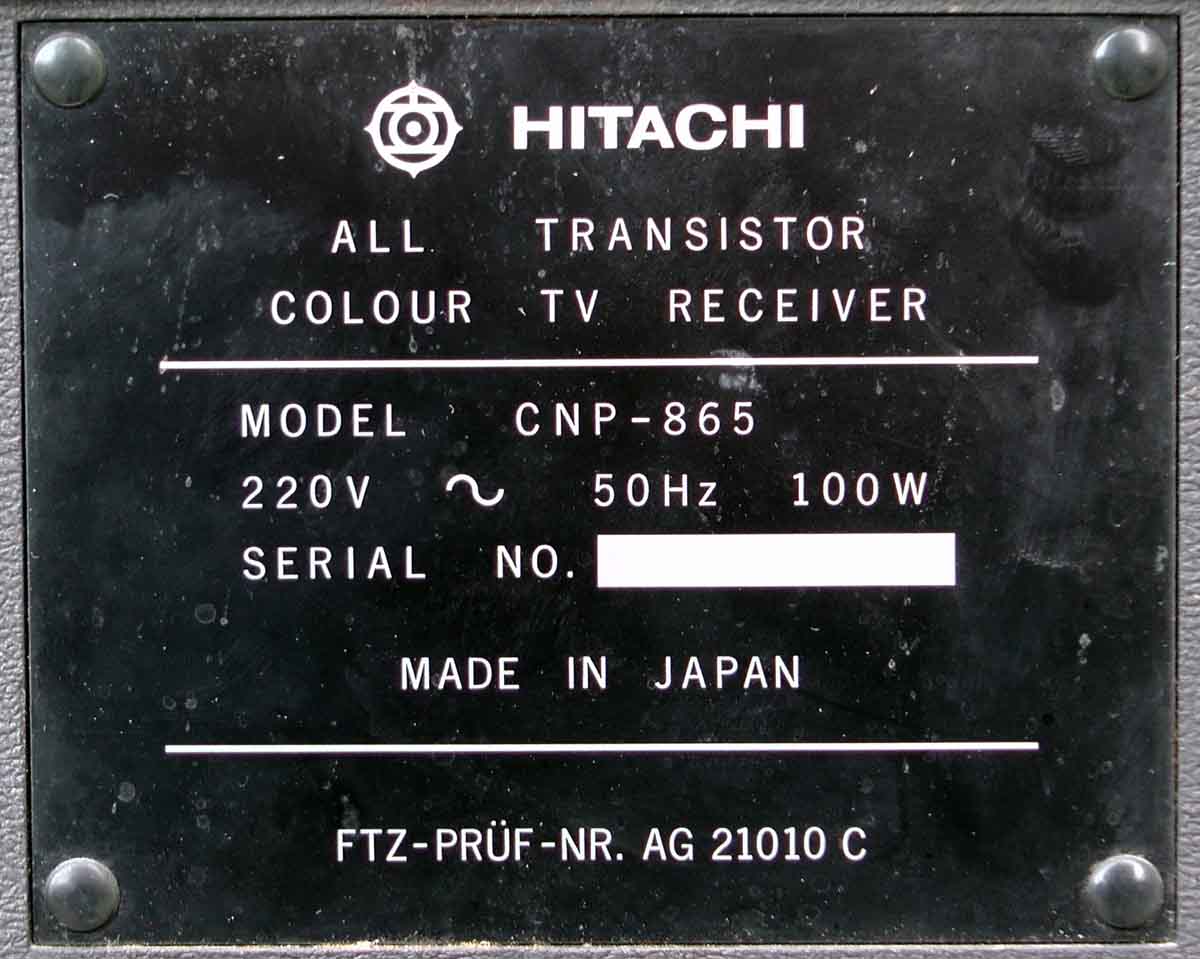 HITACHI
ALL TRANSISTOR
COLOUR TV RECEIVER
MODEL CNP-865
220V ~ 50Hz 100W
SERIAL NO.
MADE IN JAPAN
FTZ-PRÜF-NR. AG 21010 C